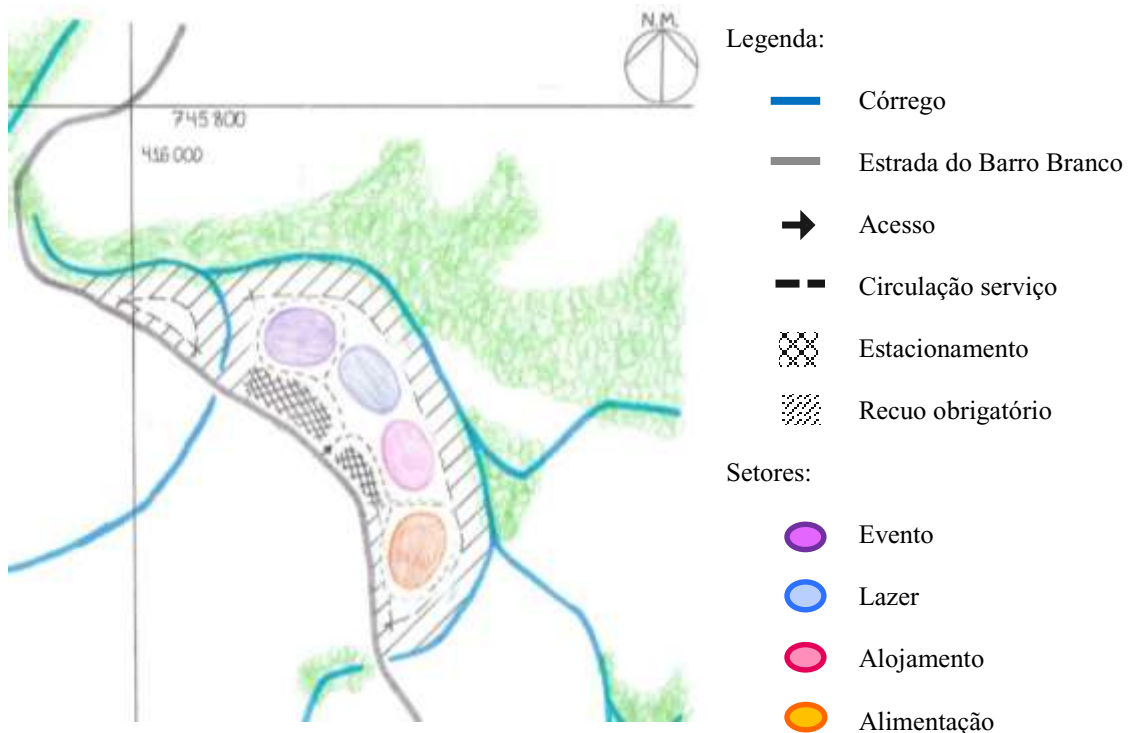 N.M.
745 800
416 000
Legenda:
Córrego
Estrada do Barro Branco
Acesso
Circulação serviço
Estacionamento
Recuo obrigatório
Setores:
Evento
Lazer
Alojamento
Alimentação